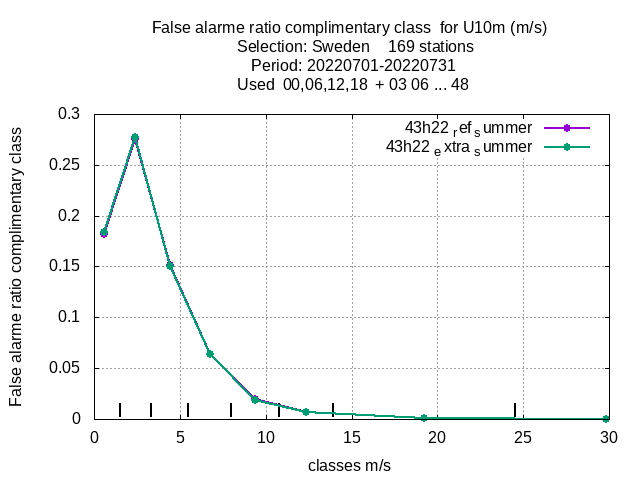 False alarme ratio complimentary class  for U10m (m/s)
Selection: Sweden    169 stations
Period: 20220701-20220731
Used  00,06,12,18  + 03 06 ... 48
43h22 ref summer
43h22 extra summer
False alarme ratio complimentary class
0.3
0.25
0.2
0.15
0.1
0.05
0
0 5 10 15 20 25 30
classes m/s